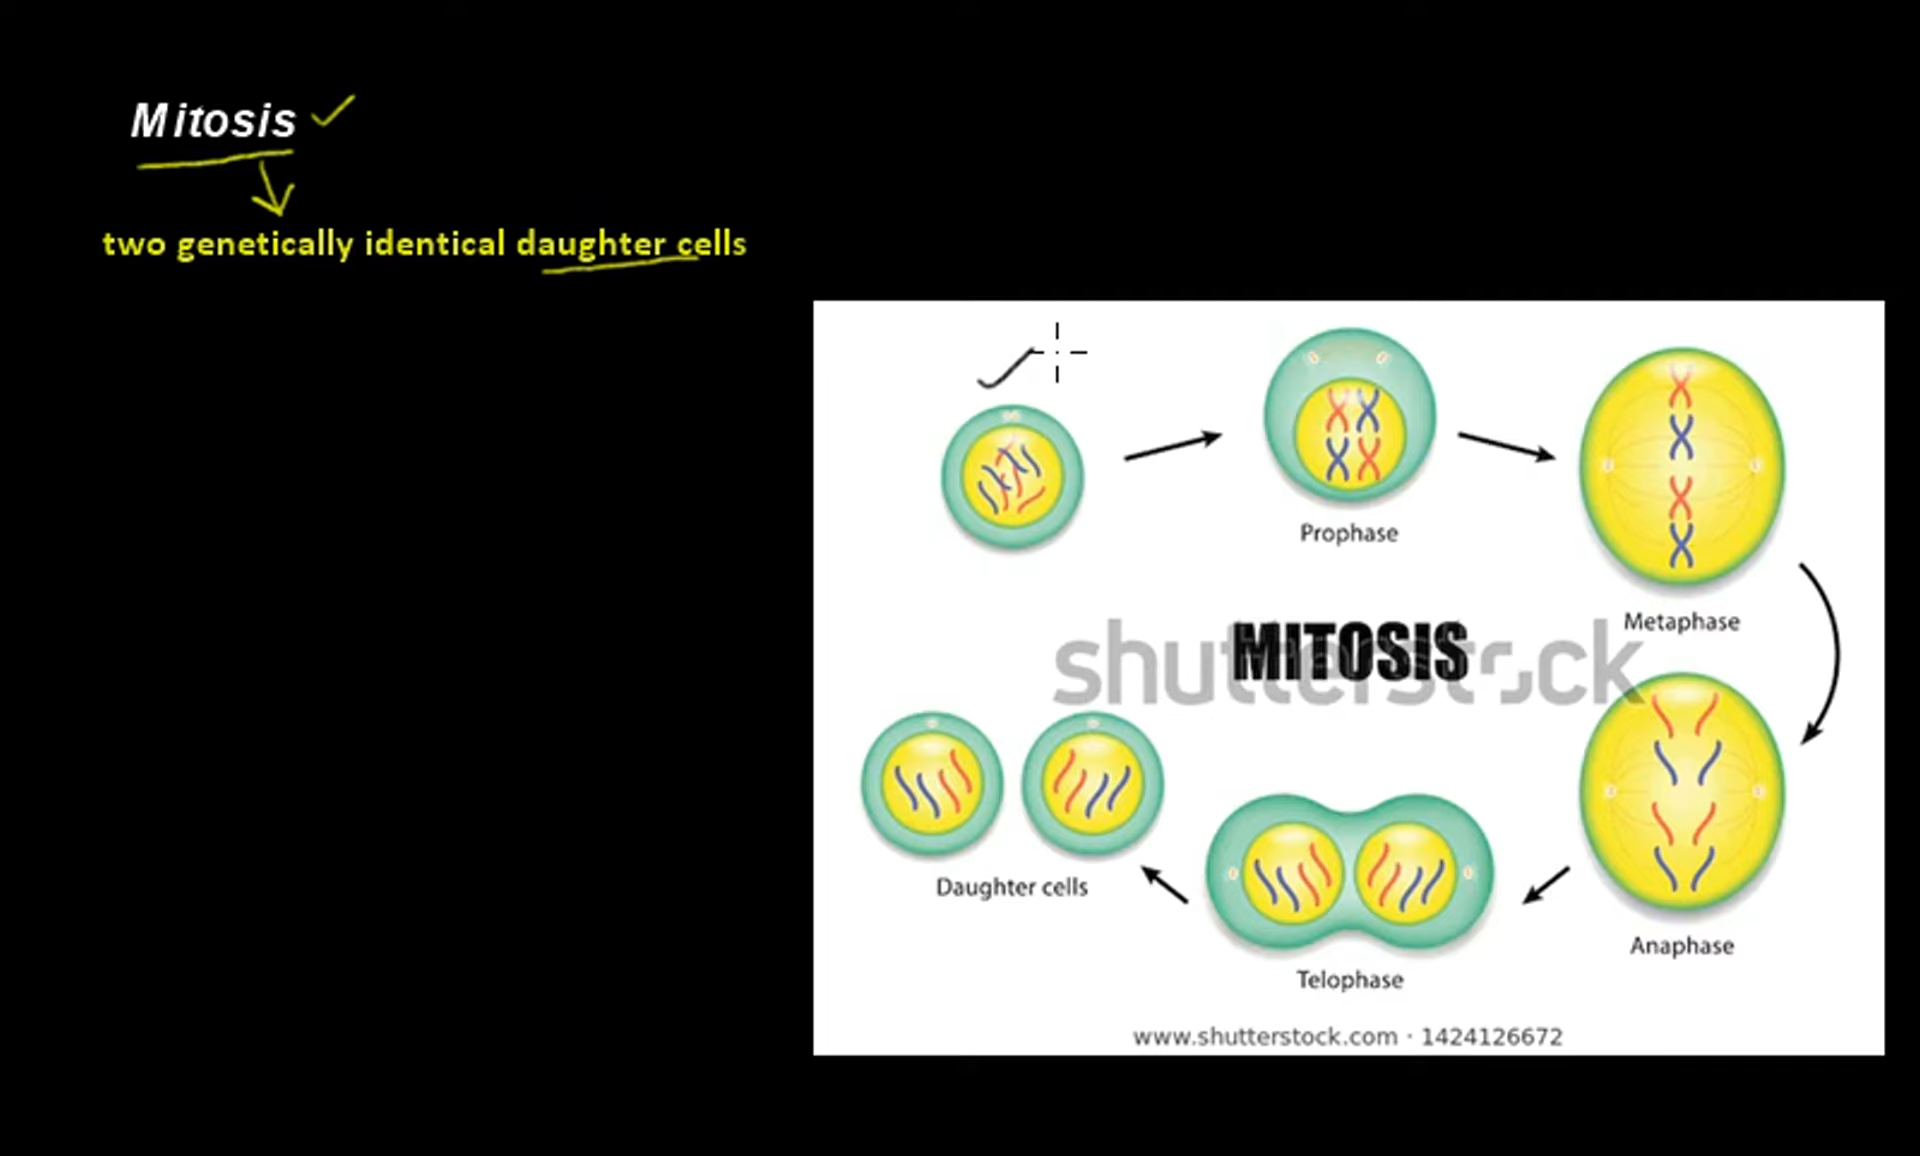 Mitosis
two genetically identical daughter cells
Prophase
Metaphase
MITOSIS
shutterstock
Daughter cells
Telophase
Anaphase
www.shutterstock.com · 1424126672